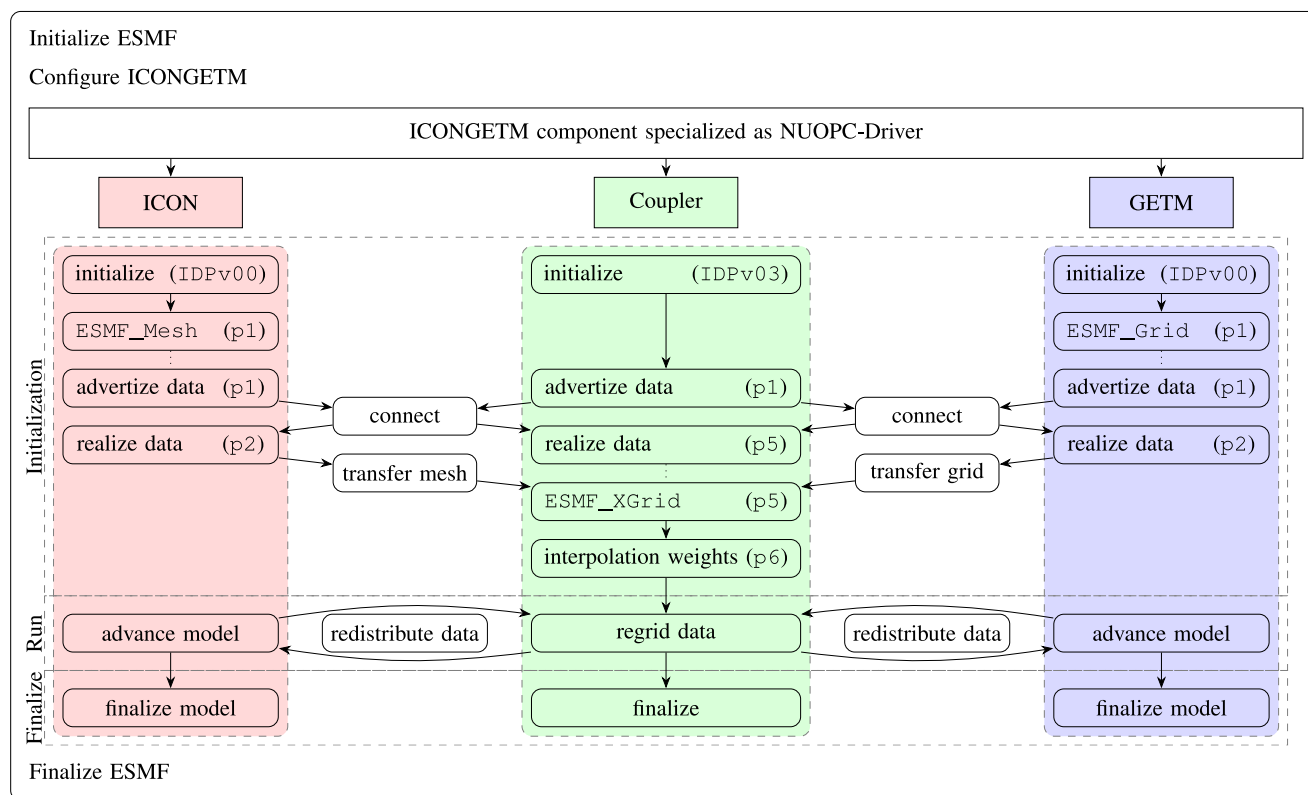 Initialize ESMF
Configure ICONGETM
ICONGETM component specialized as NUOPC-Driver
ICON Coupler GETM
Initialization
initialize (IDPv00) initialize (IDPv03) initialize (IDPv00)
ESMF_Mesh (p1) ESMF_Grid (p1)
advertize data (p1) advertize data (p1) advertize data (p1)
connect connect
realize data (p2) realize data (p5) realize data (p2)
transfer mesh transfer grid
ESMF_XGrid (p5)
interpolation weights (p6)
Run
advance model redistribute data regrid data redistribute data advance model
Finalize
finalize model finalize finalize model
Finalize ESMF